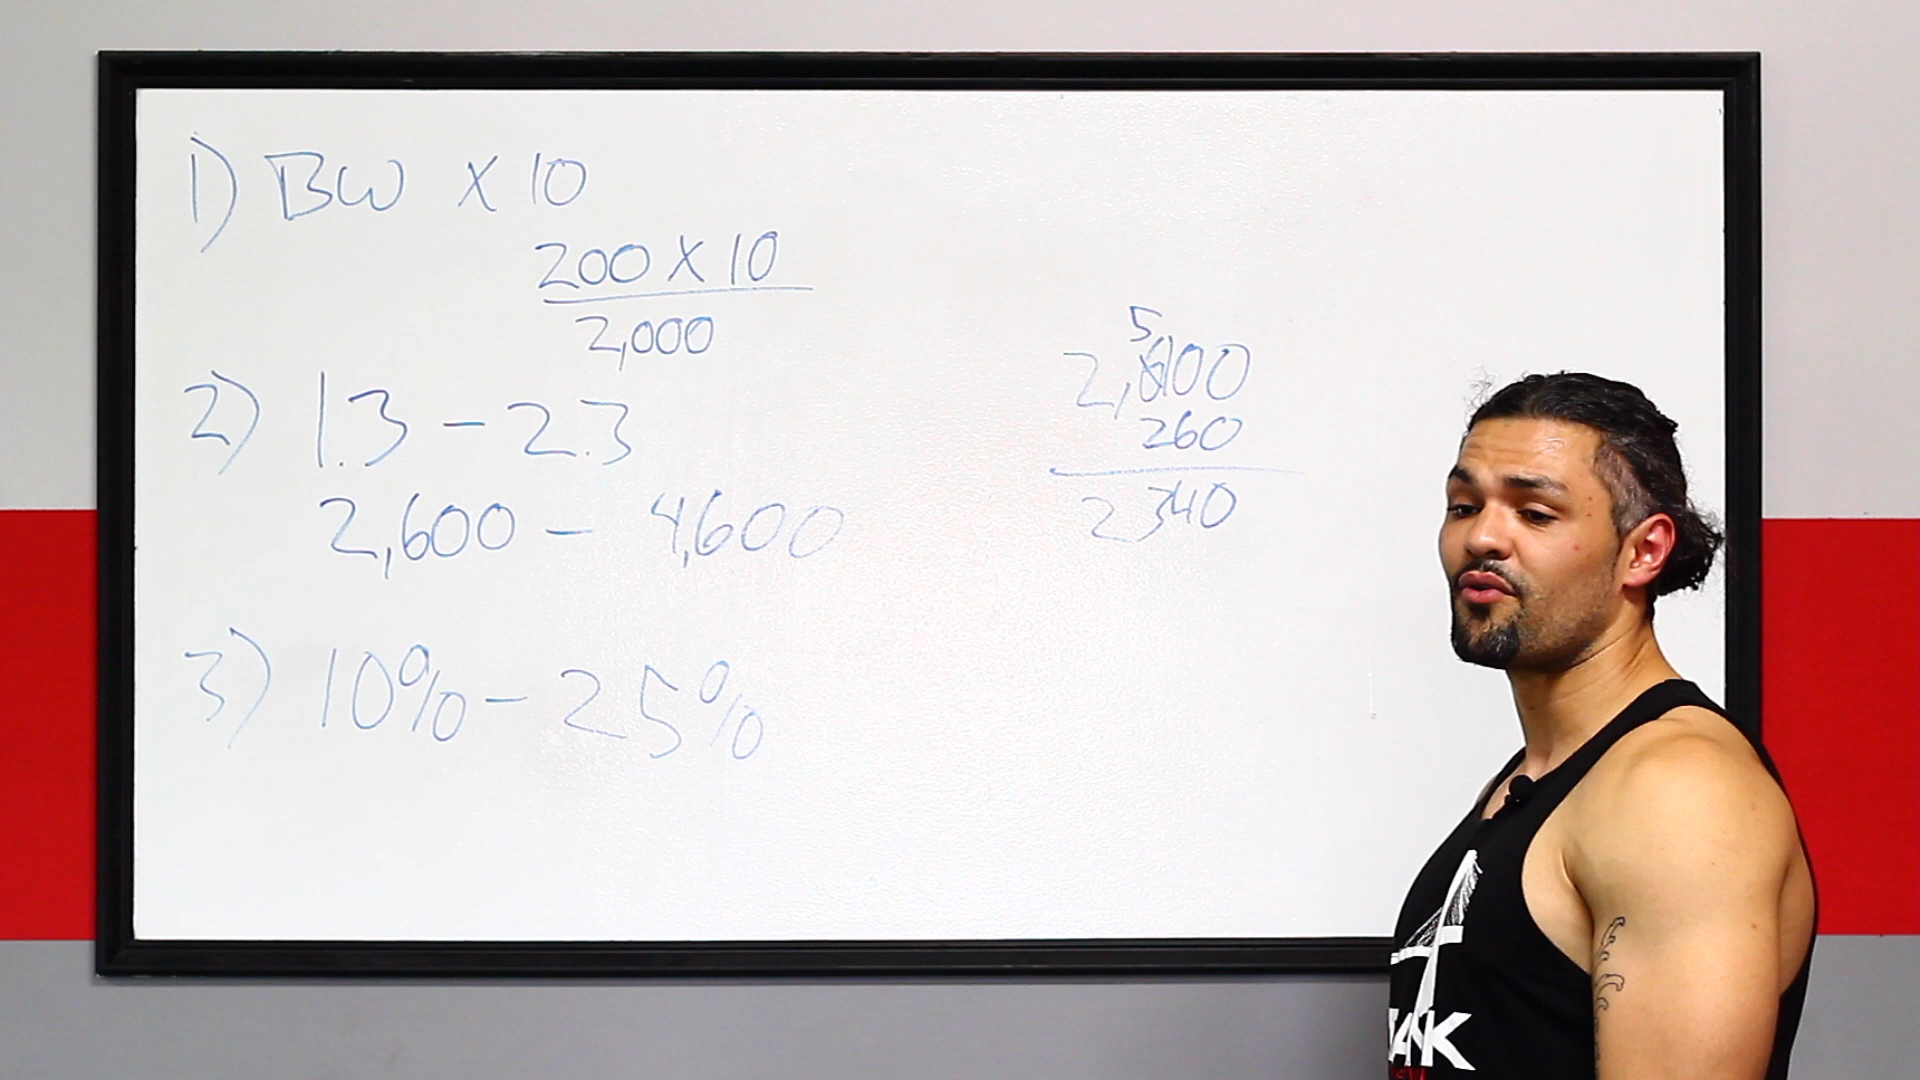 1) BW x 10
200 x 10
2,000
2) 1.3 - 2.3
2,600 - 4,600
3) 10% - 25%
5
2,6100
260
2340